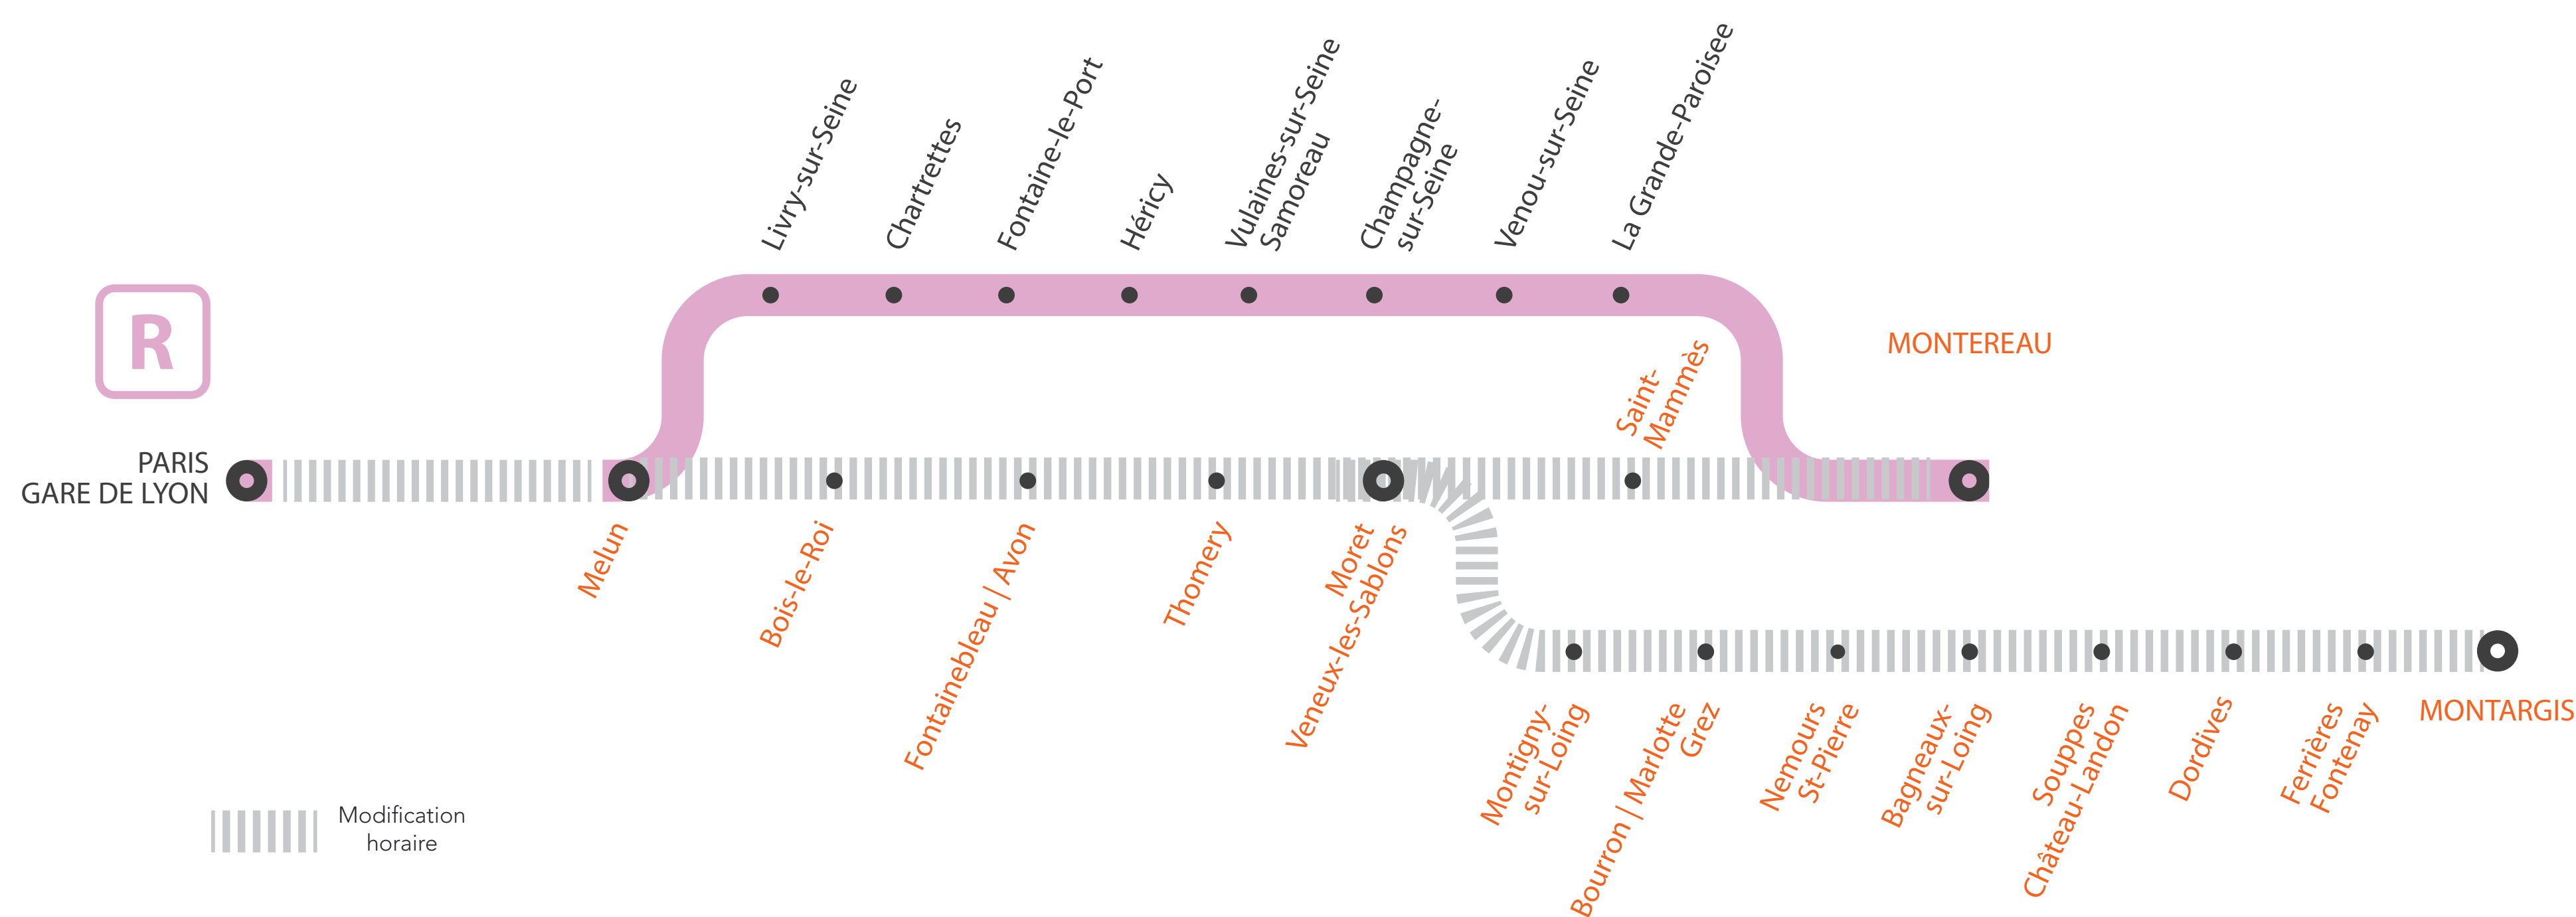 Livry-sur-Seine
Chartrettes
Fontaine-le-Port
Héricy
Vulaines-sur-Seine
Samoreau
Champagne-
sur-Seine
Venou-sur-Seine
La Grande-Paroisee
R
MONTEREAU
Saint-
Mammès
PARIS
GARE DE LYON
Melun
Bois-le-Roi
Fontainebleau | Avon
Thomery
Moret
Veneux-les-Sablons
Montigny-
sur-Loing
Bourron | Marlotte
Grez
Nemours
St-Pierre
Bagneaux-
sur-Loing
Souppes
Château-Landon
Dordives
Ferrières
Fontenay
MONTARGIS
Modification
horaire